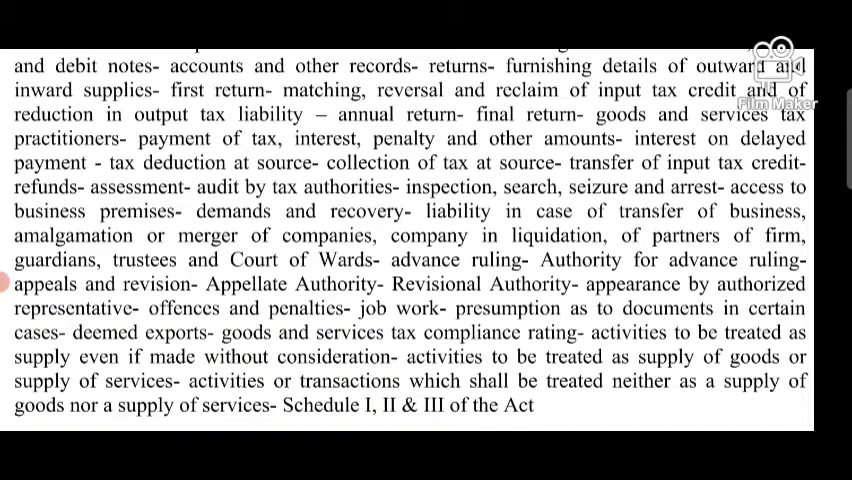 and debit notes- accounts and other records- returns- furnishing details of outward and
inward supplies- first return- matching, reversal and reclaim of input tax credit and of
reduction in output tax liability – annual return- final return- goods and services tax
practitioners- payment of tax, interest, penalty and other amounts- interest on delayed
payment - tax deduction at source- collection of tax at source- transfer of input tax credit-
refunds- assessment- audit by tax authorities- inspection, search, seizure and arrest- access to
business premises- demands and recovery- liability in case of transfer of business,
amalgamation or merger of companies, company in liquidation, of partners of firm,
guardians, trustees and Court of Wards- advance ruling- Authority for advance ruling-
appeals and revision- Appellate Authority- Revisional Authority- appearance by authorized
representative- offences and penalties- job work- presumption as to documents in certain
cases- deemed exports- goods and services tax compliance rating- activities to be treated as
supply even if made without consideration- activities to be treated as supply of goods or
supply of services- activities or transactions which shall be treated neither as a supply of
goods nor a supply of services- Schedule I, II & III of the Act
Film Maker